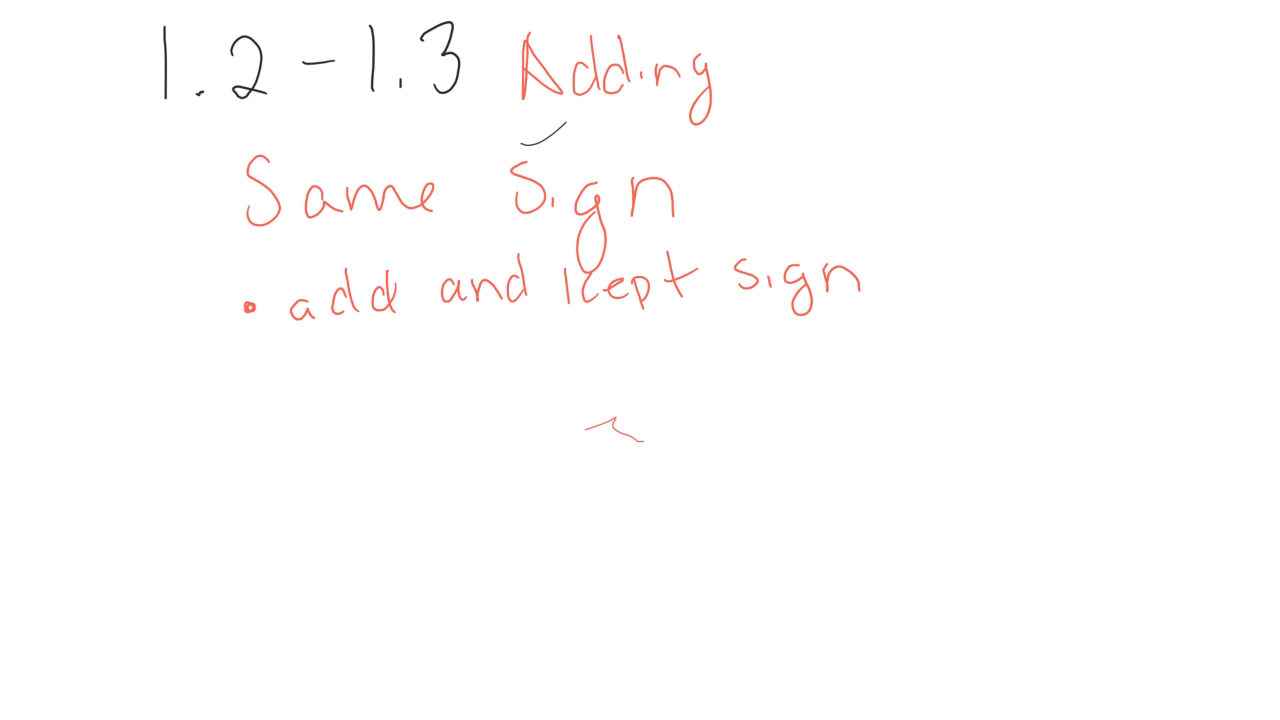 1.2 - 1.3 Adding
Same sign
• add and kept sign